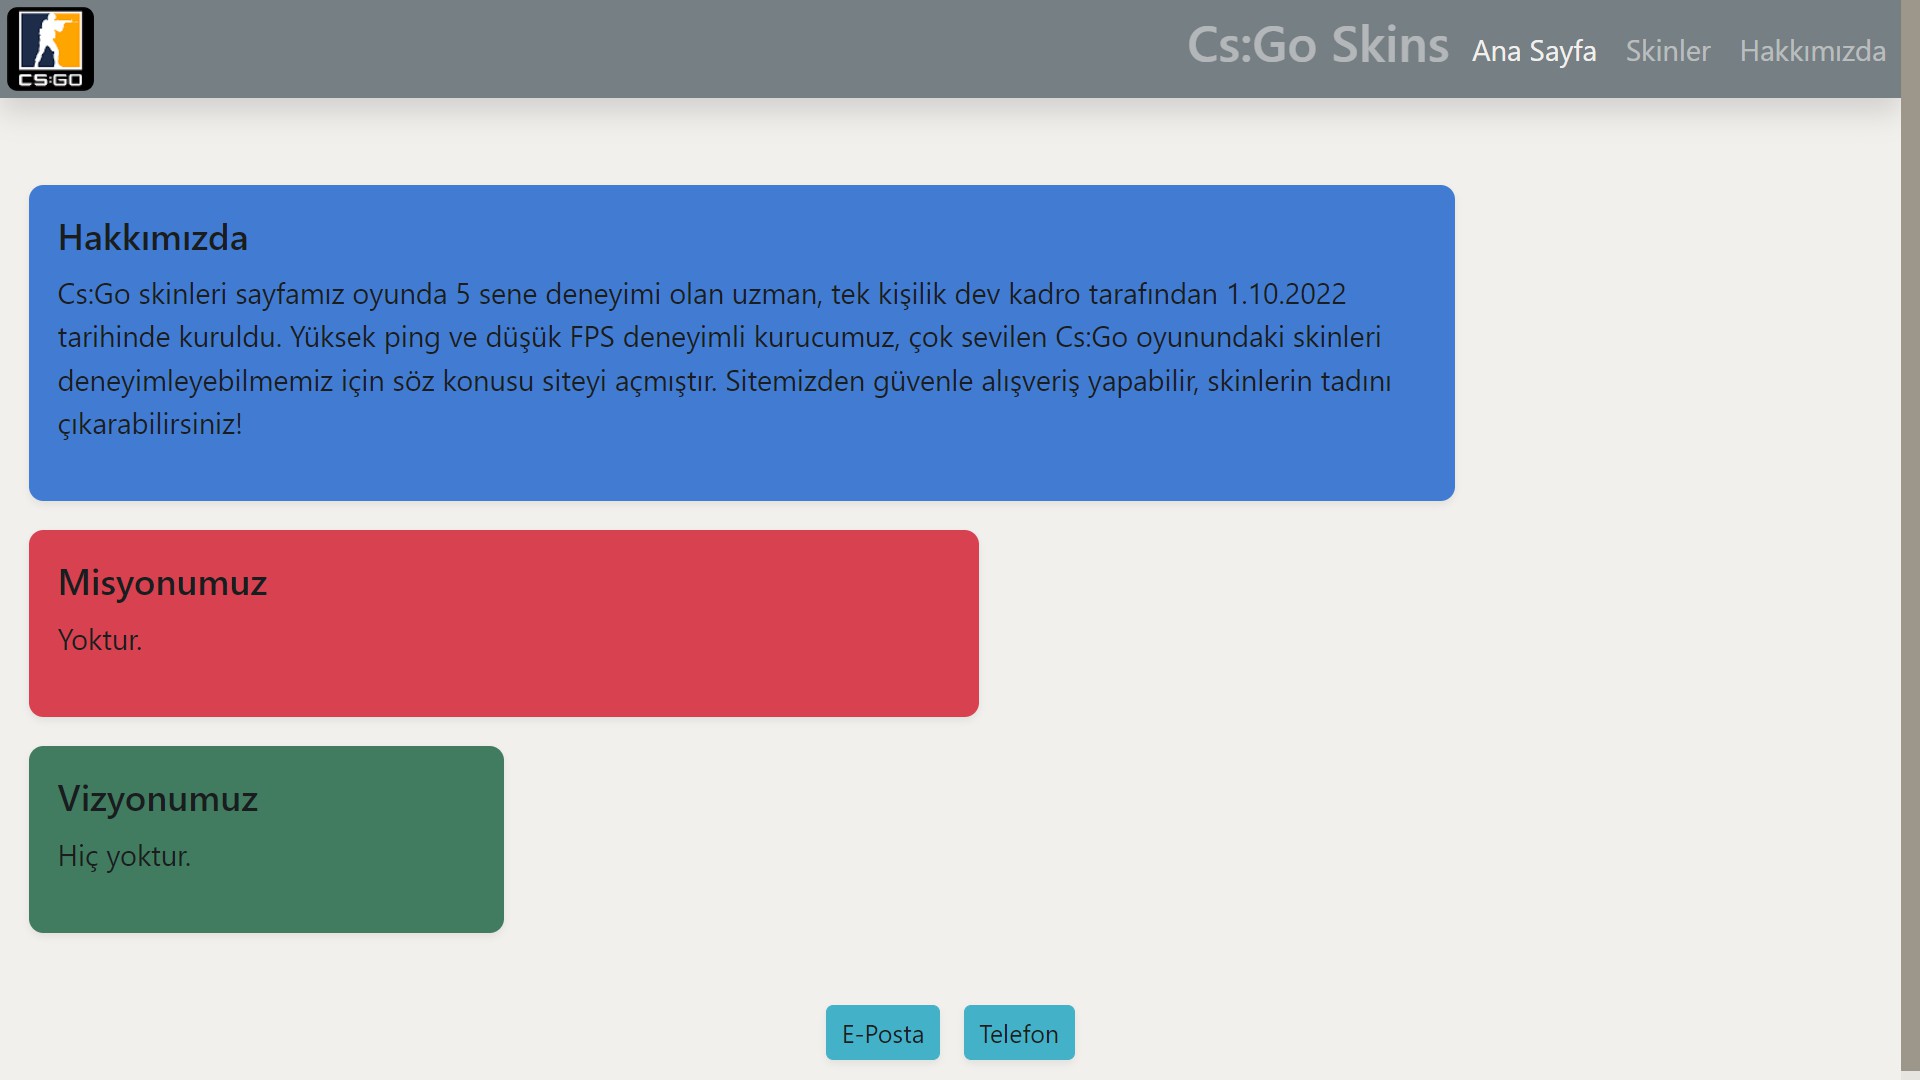 CS:GO
Cs:Go Skins Ana Sayfa Skinler Hakkımızda
Hakkımızda
Cs:Go skinleri sayfamız oyunda 5 sene deneyimi olan uzman, tek kişilik dev kadro tarafından 1.10.2022
tarihinde kuruldu. Yüksek ping ve düşük FPS deneyimli kurucumuz, çok sevilen Cs:Go oyunundaki skinleri
deneyimleyebilmemiz için söz konusu siteyi açmıştır. Sitemizden güvenle alışveriş yapabilir, skinlerin tadını
çıkarabilirsiniz!
Misyonumuz
Yoktur.
Vizyonumuz
Hiç yoktur.
E-Posta Telefon